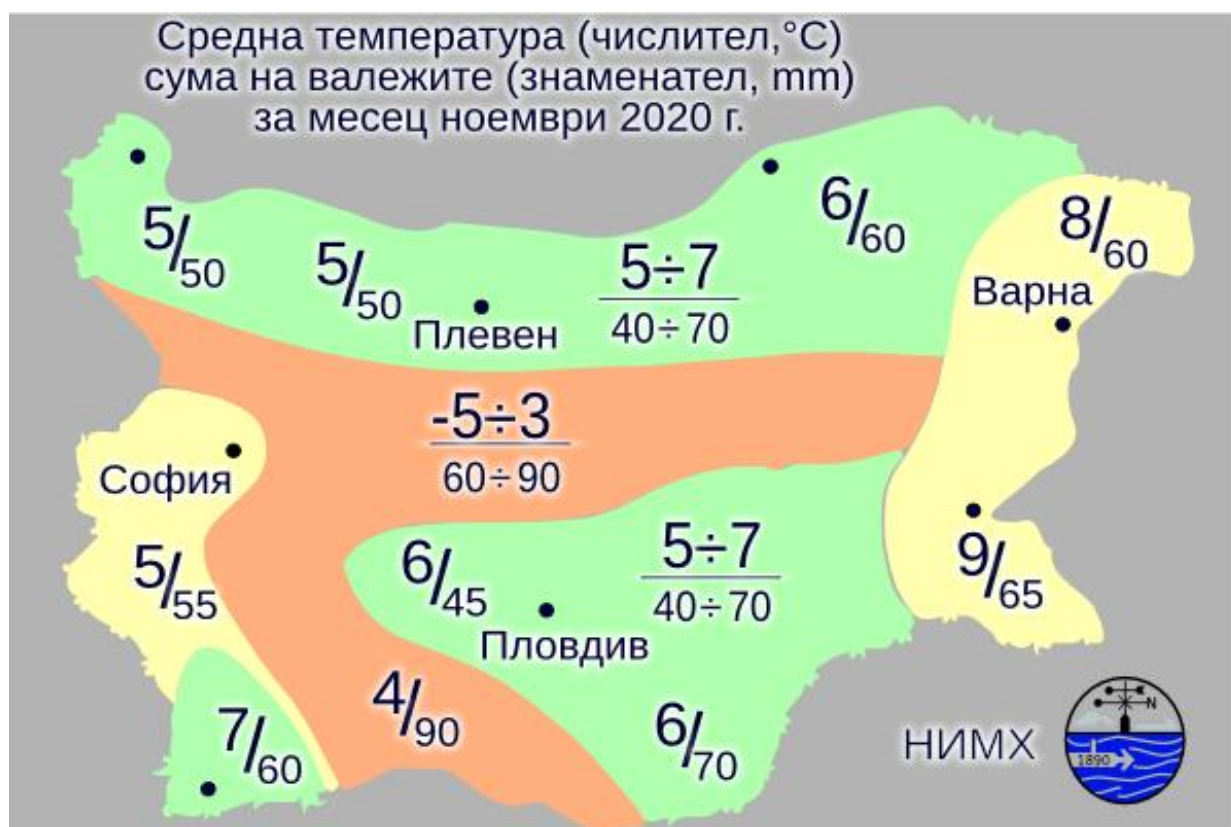 Средна температура (числител,°C)
сума на валежите (знаменател, mm)
за месец ноември 2020 г.
5/50
5/50
Плевен
5÷7
40÷70
6/60
8/60
Варна
-5÷3
60÷90
София
5/55
6/45
Пловдив
5÷7
40÷70
9/65
7/60
4/90
6/70
НИМХ
N
1890